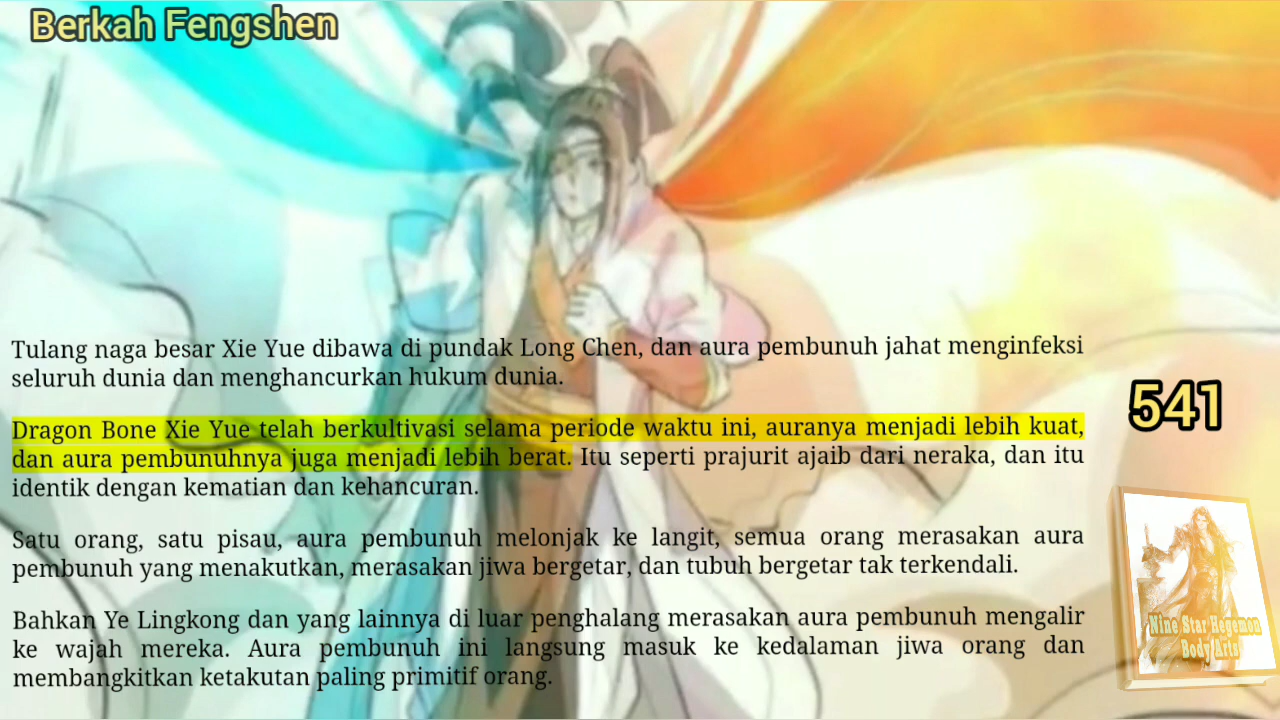 Berkah Fengshen
Tulang naga besar Xie Yue dibawa di pundak Long Chen, dan aura pembunuh jahat menginfeksi
seluruh dunia dan menghancurkan hukum dunia.
Dragon Bone Xie Yue telah berkultivasi selama periode waktu ini, auranya menjadi lebih kuat,
dan aura pembunuhnya juga menjadi lebih berat. Itu seperti prajurit ajaib dari neraka, dan itu
identik dengan kematian dan kehancuran.
Satu orang, satu pisau, aura pembunuh melonjak ke langit, semua orang merasakan aura
pembunuh yang menakutkan, merasakan jiwa bergetar, dan tubuh bergetar tak terkendali.
Bahkan Ye Lingkong dan yang lainnya di luar penghalang merasakan aura pembunuh mengalir
ke wajah mereka. Aura pembunuh ini langsung masuk ke kedalaman jiwa orang dan
membangkitkan ketakutan paling primitif orang.
541
Nine Star Hegemon
Body Arts